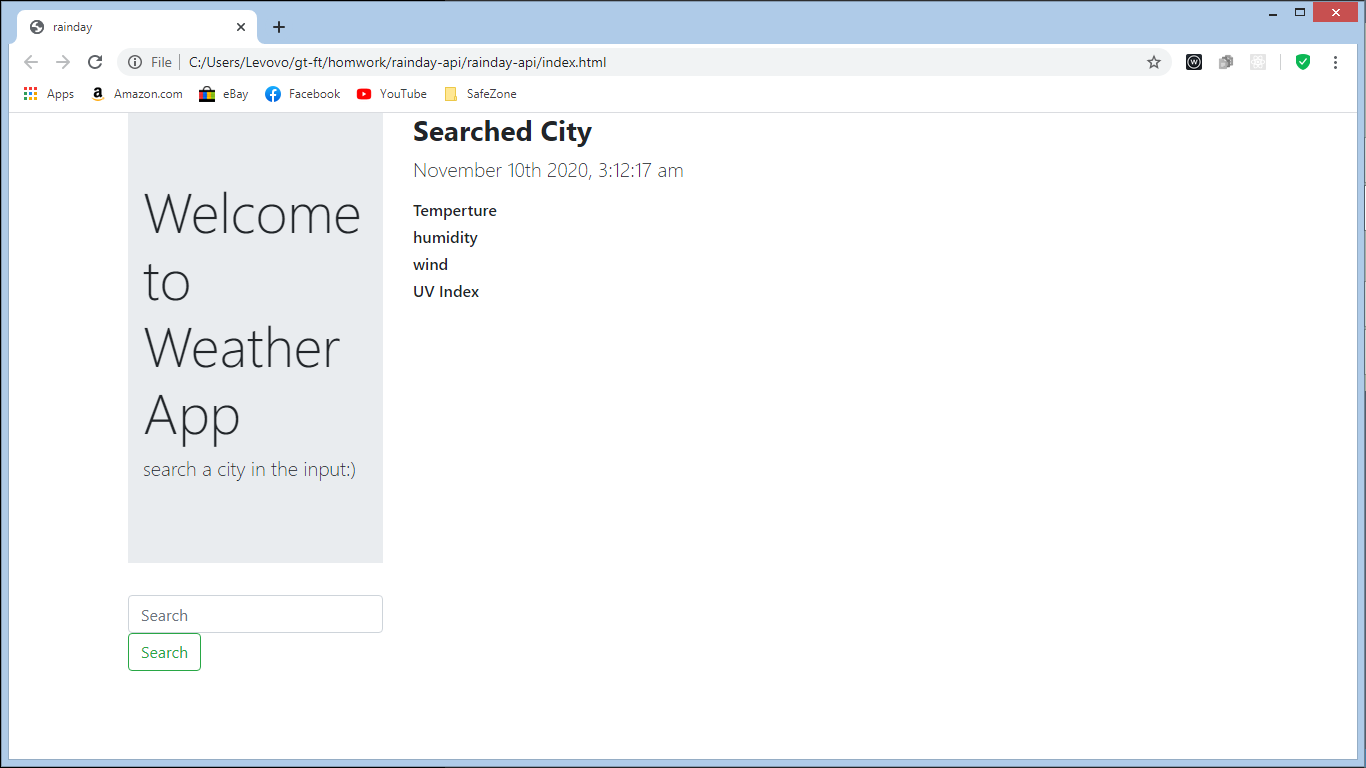 rainday
File
C:/Users/Levovo/gt-ft/homwork/rainday-api/rainday-api/index.html
Apps
Amazon.com
eBay
Facebook
YouTube
SafeZone
Welcome
to
Weather
App
search a city in the input:)
Search
Search
Searched City
November 10th 2020, 3:12:17 am
Temperture
humidity
wind
UV Index